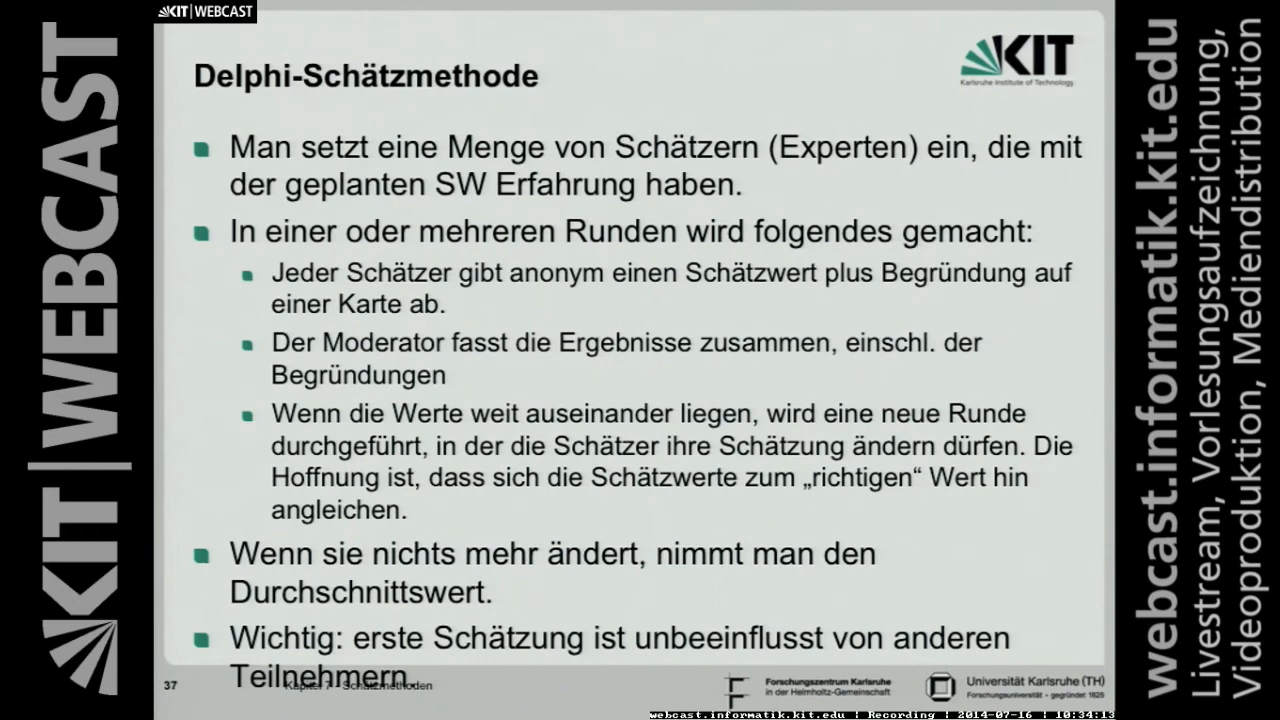 KIT | WEBCAST
KIT
Karlsruhe Institute of Technology
Delphi-Schätzmethode
Man setzt eine Menge von Schätzern (Experten) ein, die mit
der geplanten SW Erfahrung haben.
In einer oder mehreren Runden wird folgendes gemacht:
Jeder Schätzer gibt anonym einen Schätzwert plus Begründung auf
einer Karte ab.
Der Moderator fasst die Ergebnisse zusammen, einschl. der
Begründungen
Wenn die Werte weit auseinander liegen, wird eine neue Runde
durchgeführt, in der die Schätzer ihre Schätzung ändern dürfen. Die
Hoffnung ist, dass sich die Schätzwerte zum „richtigen“ Wert hin
angleichen.
Wenn sie nichts mehr ändert, nimmt man den
Durchschnittswert.
Wichtig: erste Schätzung ist unbeeinflusst von anderen
Teilnehmern.
37
Kapitel 7 - Schätzmethoden
Forschungszentrum Karlsruhe
in der Helmholtz-Gemeinschaft
Universität Karlsruhe (TH)
Forschungsuniversität · gegründet 1825
webcast.informatik.kit.edu | Recording | 2014-07-16 | 10:34:13
KIT | WEBCAST
webcast.informatik.kit.edu
Livestream, Vorlesungsaufzeichnung,
Videoproduktion, Mediendistribution